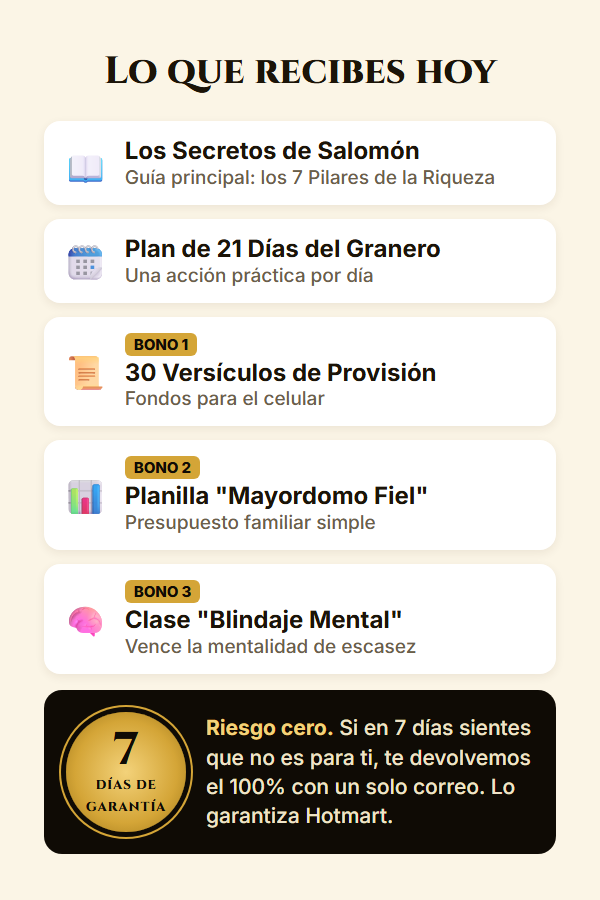 Lo que recibes hoy
Los Secretos de Salomón
Guía principal: los 7 Pilares de la Riqueza
Plan de 21 Días del Granero
Una acción práctica por día
BONO 1
30 Versículos de Provisión
Fondos para el celular
BONO 2
Planilla "Mayordomo Fiel"
Presupuesto familiar simple
BONO 3
Clase "Blindaje Mental"
Vence la mentalidad de escasez
7
DÍAS DE
GARANTÍA
Riesgo cero. Si en 7 días sientes
que no es para ti, te devolvemos
el 100% con un solo correo. Lo
garantiza Hotmart.